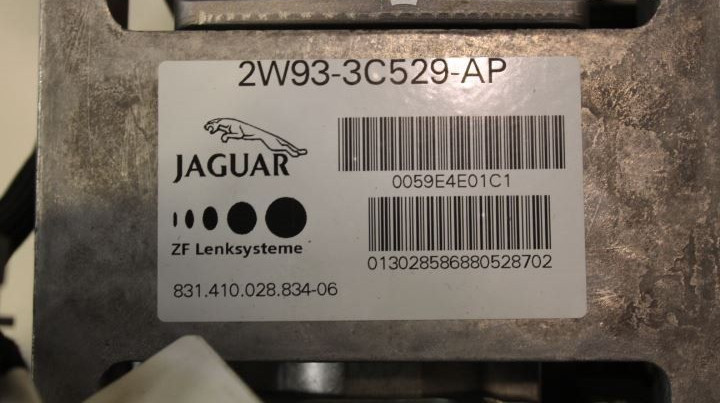 2W93-3C529-AP
JAGUAR
0059E4E01C1
ZF Lenksysteme
013028586880528702
831.410.028.834-06